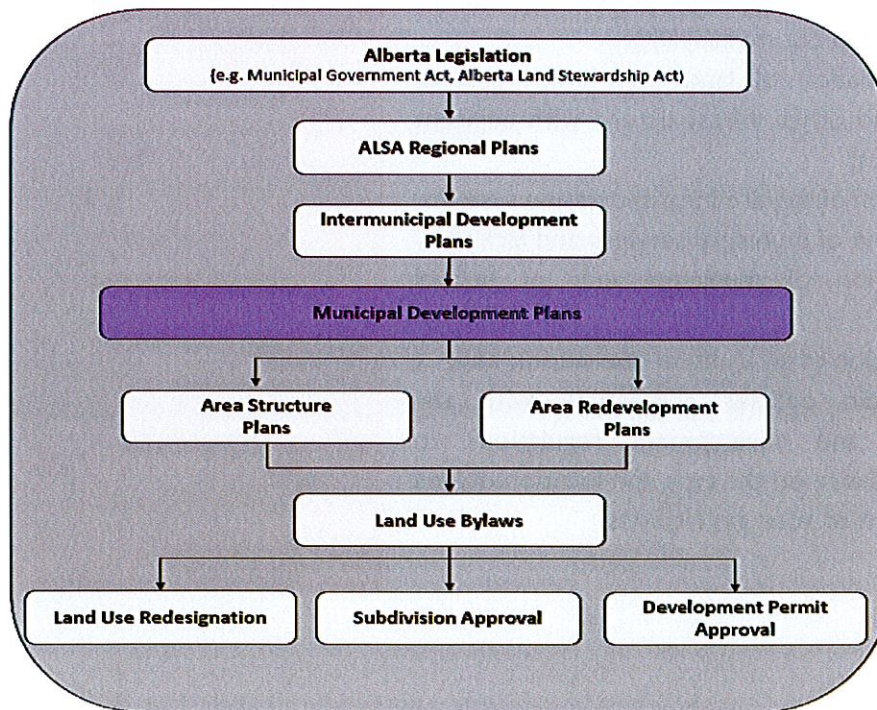 Alberta Legislation
(e.g. Municipal Government Act, Alberta Land Stewardship Act)
ALSA Regional Plans
Intermunicipal Development
Plans
Municipal Development Plans
Area Structure
Plans
Area Redevelopment
Plans
Land Use Bylaws
Land Use Redesignation
Subdivision Approval
Development Permit
Approval